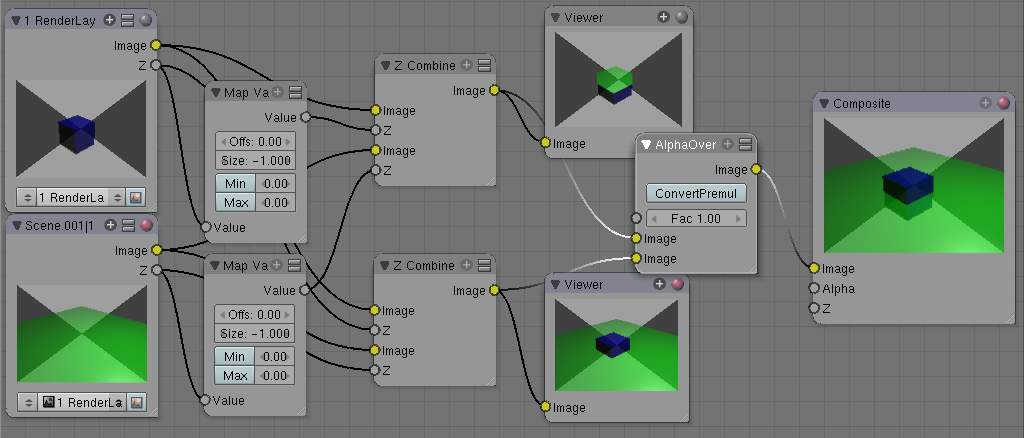 1 RenderLay
Image
Z
1 RenderLa
Scene.001|1
Image
Z
1 RenderLa
Map Va
Value
Offs: 0.00
Size: -1.000
Min 0.00
Max 0.00
Value
Map Va
Value
Offs: 0.00
Size: -1.000
Min 0.00
Max 0.00
Value
Z Combine
Image
Image
Z
Image
Z
Z Combine
Image
Image
Z
Image
Z
Viewer
Image
AlphaOver
Image
ConvertPremul
Fac 1.00
Image
Image
Viewer
Image
Composite
Image
Alpha
Z